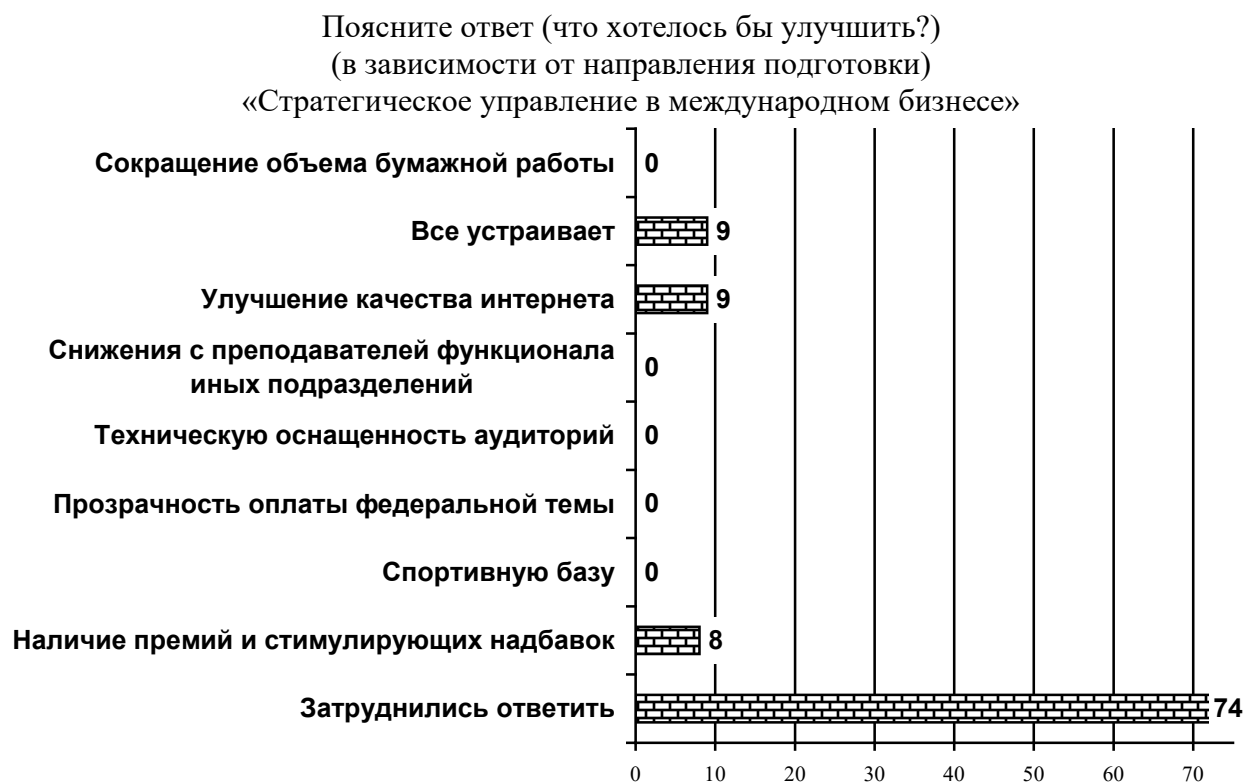 Поясните ответ (что хотелось бы улучшить?)
(в зависимости от направления подготовки)
«Стратегическое управление в международном бизнесе»
Сокращение объема бумажной работы 0
Все устраивает 9
Улучшение качества интернета 9
Снижения с преподавателей функционала
иных подразделений 0
Техническую оснащенность аудиторий 0
Прозрачность оплаты федеральной темы 0
Спортивную базу 0
Наличие премий и стимулирующих надбавок 8
Затруднились ответить 74
0 10 20 30 40 50 60 70